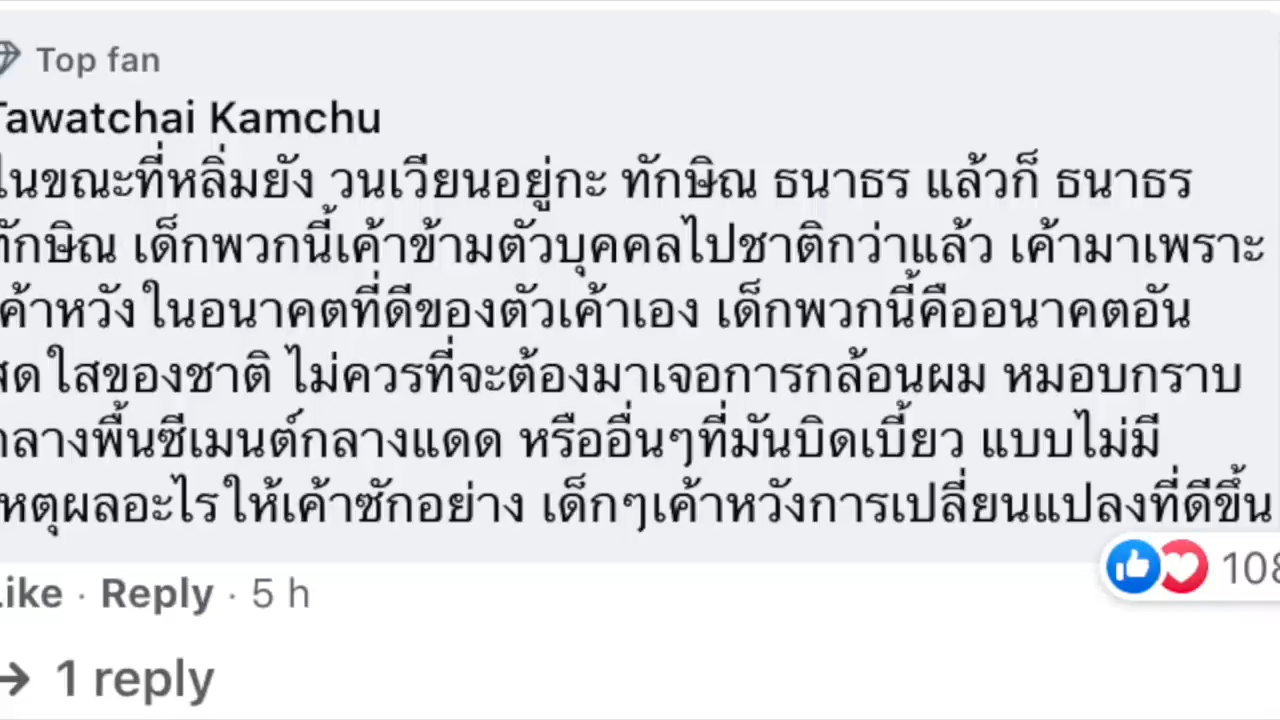 Top fan
Tawatchai Kamchu
ในขณะที่หลิ่มยัง วนเวียนอยู่กะ ทักษิณ ธนาธร แล้วก็ ธนาธร
ทักษิณ เด็กพวกนี้เค้าข้ามตัวบุคคลไปชาติกว่าแล้ว เค้ามาเพราะ
เค้าหวังในอนาคตที่ดีของตัวเค้าเอง เด็กพวกนี้คืออนาคตอัน
สดใสของชาติ ไม่ควรที่จะต้องมาเจอการกล้อนผม หมอบกราบ
กลางพื้นซีเมนต์กลางแดด หรืออื่นๆที่มันบิดเบี้ยว แบบไม่มี
เหตุผลอะไรให้เค้าซักอย่าง เด็กๆเค้าหวังการเปลี่ยนแปลงที่ดีขึ้น
Like · Reply · 5 h
108
1 reply